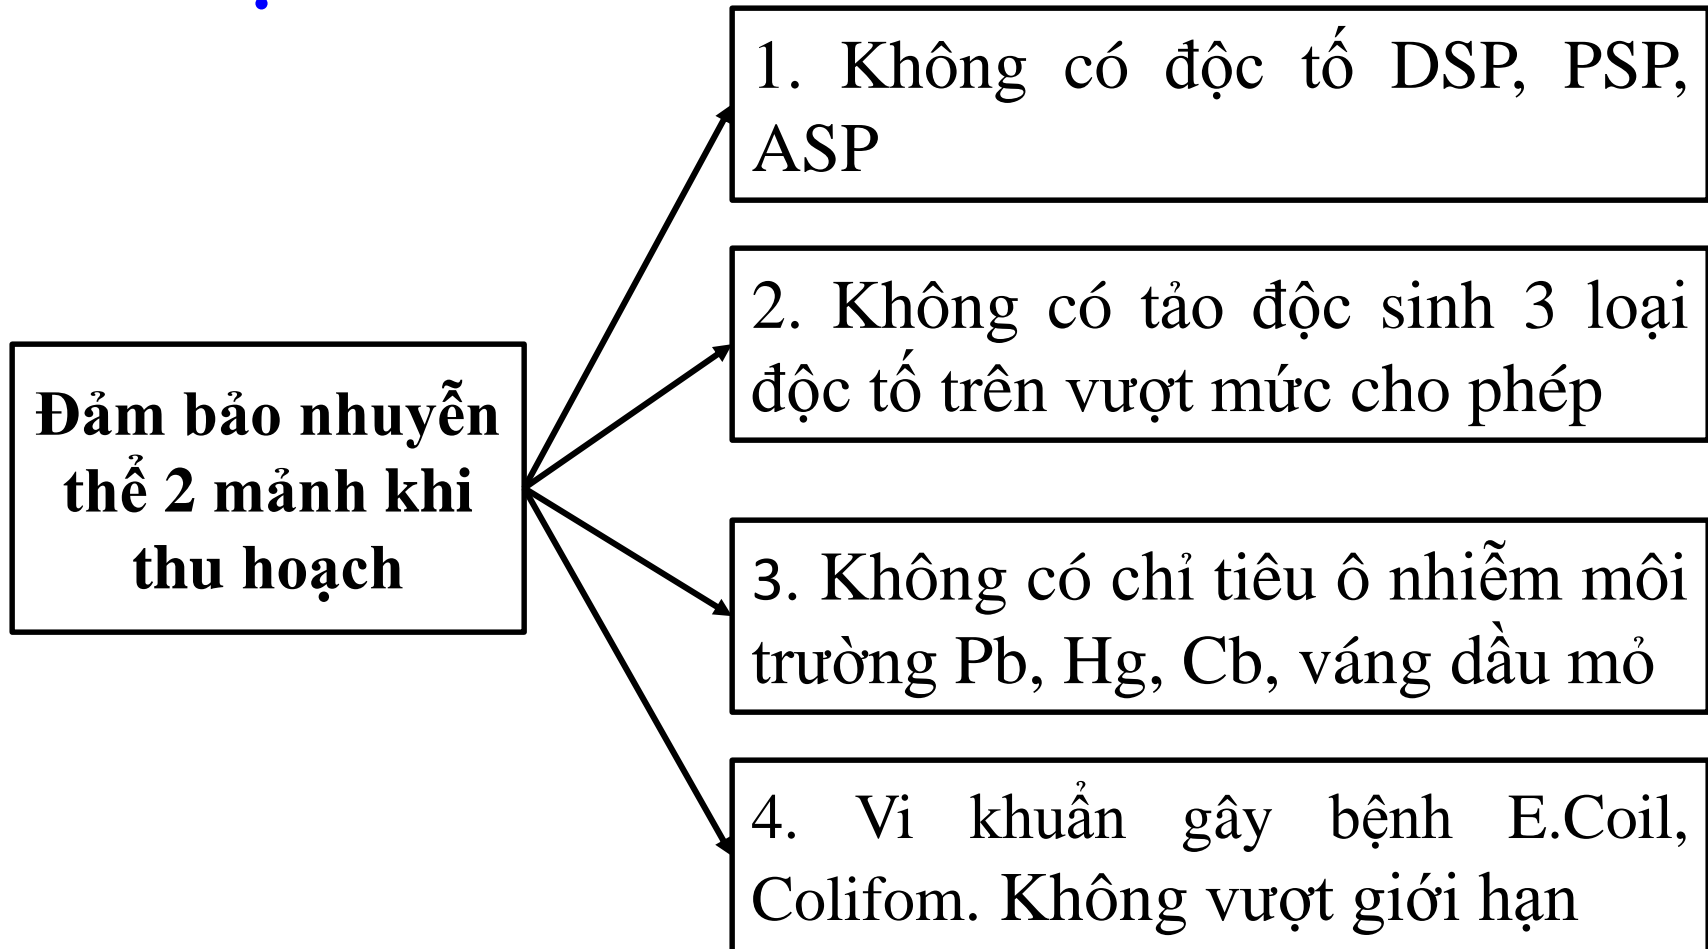 1. Không có độc tố DSP, PSP,
ASP
2. Không có tảo độc sinh 3 loại
độc tố trên vượt mức cho phép
Đảm bảo nhuyễn
thể 2 mảnh khi
thu hoạch
3. Không có chỉ tiêu ô nhiễm môi
trường Pb, Hg, Cb, váng dầu mỏ
4. Vi khuẩn gây bệnh E.Coil,
Colifom. Không vượt giới hạn